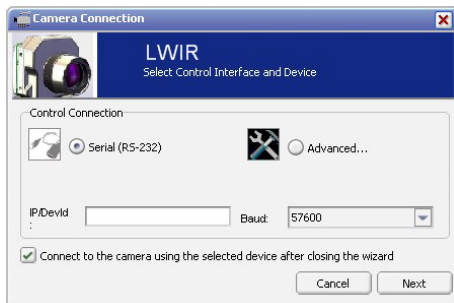 Camera Connection
LWIR
Select Control Interface and Device
Control Connection
Serial (RS-232)
Advanced...
IP/DevId
:
Baud:
57600
Connect to the camera using the selected device after closing the wizard
Cancel
Next